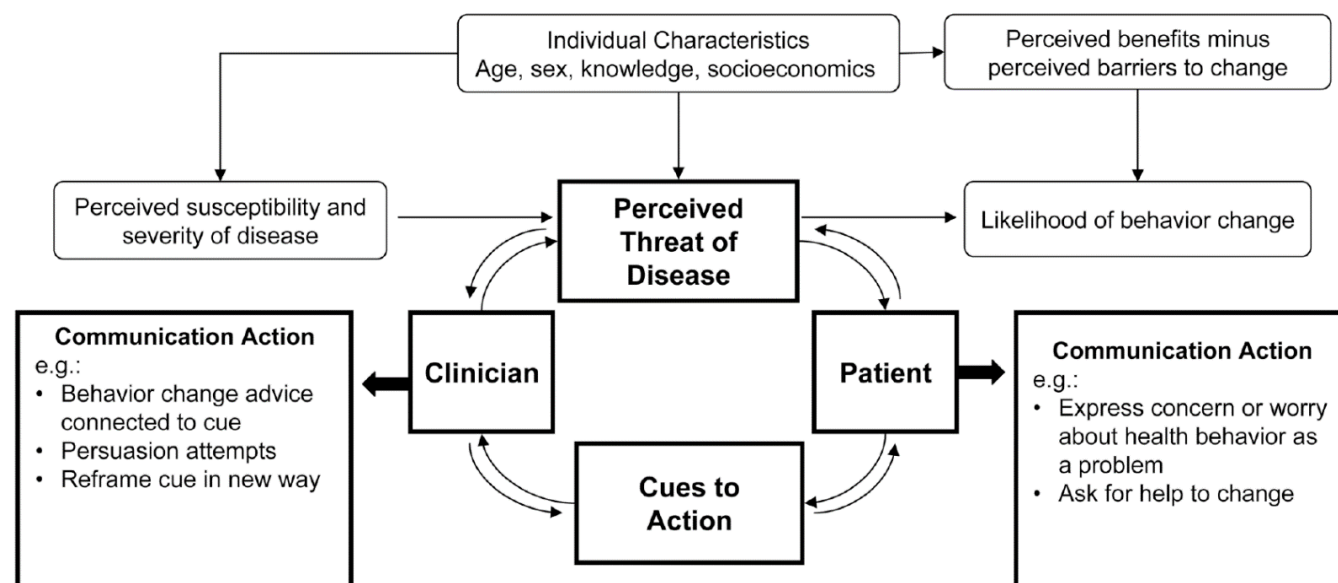 Individual Characteristics
Age, sex, knowledge, socioeconomics
Perceived benefits minus
perceived barriers to change
Perceived susceptibility and
severity of disease
Perceived
Threat of
Disease
Likelihood of behavior change
Communication Action
e.g.:
• Behavior change advice
connected to cue
• Persuasion attempts
• Reframe cue in new way
Clinician
Patient
Communication Action
e.g.:
• Express concern or worry
about health behavior as
a problem
• Ask for help to change
Cues to
Action